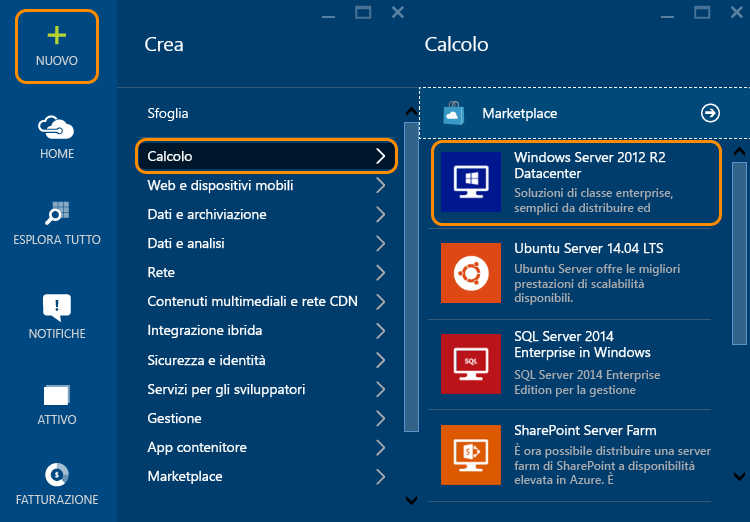 NUOVO
HOME
ESPLORA TUTTO
NOTIFICHE
ATTIVO
FATTURAZIONE
Crea
Sfoglia
Calcolo
Web e dispositivi mobili
Dati e archiviazione
Dati e analisi
Rete
Contenuti multimediali e rete CDN
Integrazione ibrida
Sicurezza e identità
Servizi per gli sviluppatori
Gestione
App contenitore
Marketplace
Calcolo
Marketplace
Windows Server 2012 R2
Datacenter
Soluzioni di classe enterprise,
semplici da distribuire ed
Ubuntu Server 14.04 LTS
Ubuntu Server offre le migliori
prestazioni di scalabilità
disponibili.
SQL
SQL Server 2014
Enterprise in Windows
SQL Server 2014 Enterprise
Edition per la gestione
SharePoint Server Farm
È ora possibile distribuire una server
farm di SharePoint a disponibilità
elevata in Azure. È